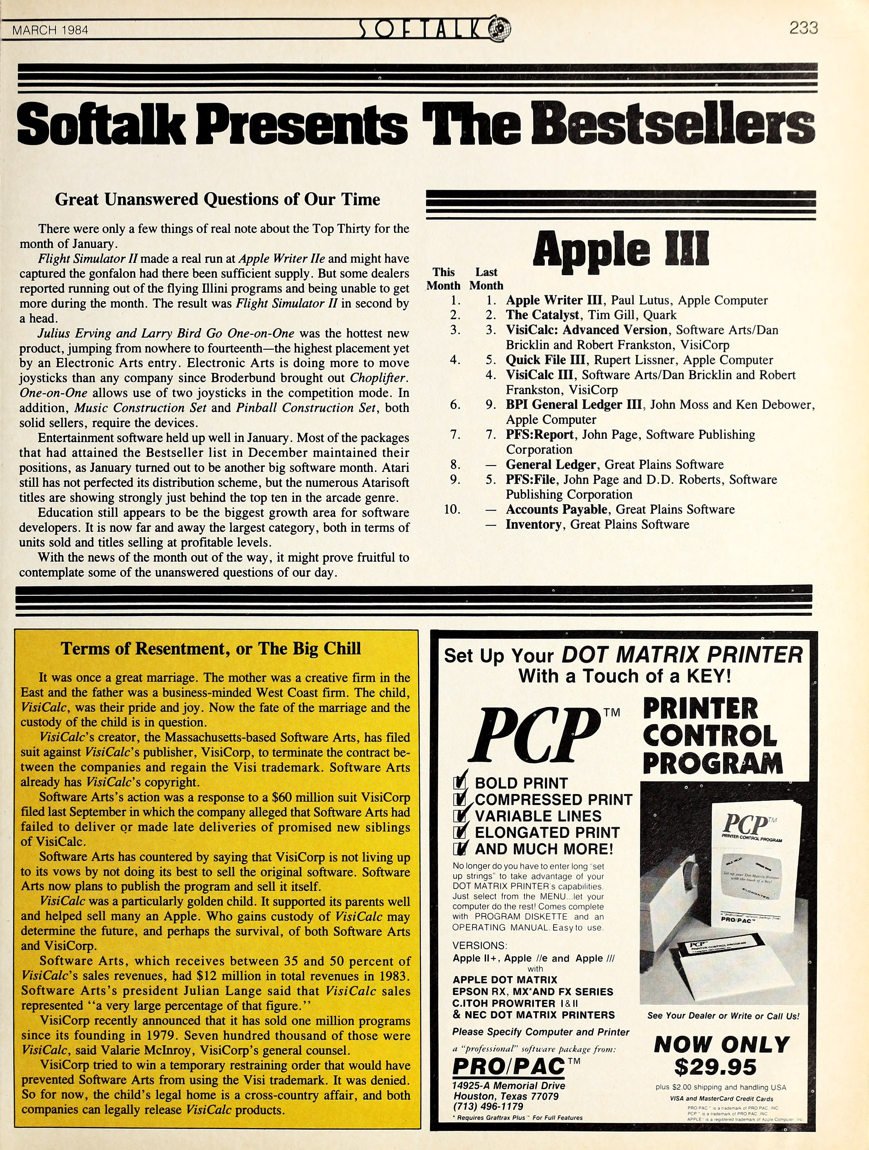 MARCH 1984
SOFTALK
233
Softalk Presents The Bestsellers
Great Unanswered Questions of Our Time
There were only a few things of real note about the Top Thirty for the
month of January.
Flight Simulator II made a real run at Apple Writer IIe and might have
captured the gonfalon had there been sufficient supply. But some dealers
reported running out of the flying Illini programs and being unable to get
more during the month. The result was Flight Simulator II in second by
a head.
Julius Erving and Larry Bird Go One-on-One was the hottest new
product, jumping from nowhere to fourteenth—the highest placement yet
by an Electronic Arts entry. Electronic Arts is doing more to move
joysticks than any company since Broderbund brought out Choplifter.
One-on-One allows use of two joysticks in the competition mode. In
addition, Music Construction Set and Pinball Construction Set, both
solid sellers, require the devices.
Entertainment software held up well in January. Most of the packages
that had attained the Bestseller list in December maintained their
positions, as January turned out to be another big software month. Atari
still has not perfected its distribution scheme, but the numerous Atarisoft
titles are showing strongly just behind the top ten in the arcade genre.
Education still appears to be the biggest growth area for software
developers. It is now far and away the largest category, both in terms of
units sold and titles selling at profitable levels.
With the news of the month out of the way, it might prove fruitful to
contemplate some of the unanswered questions of our day.
Apple III
This Last
Month Month
1. 1. Apple Writer III, Paul Lutus, Apple Computer
2. 2. The Catalyst, Tim Gill, Quark
3. 3. VisiCalc: Advanced Version, Software Arts/Dan
Bricklin and Robert Frankston, VisiCorp
4. 5. Quick File III, Rupert Lissner, Apple Computer
4. VisiCalc III, Software Arts/Dan Bricklin and Robert
Frankston, VisiCorp
6. 9. BPI General Ledger III, John Moss and Ken Debower,
Apple Computer
7. 7. PFS:Report, John Page, Software Publishing
Corporation
8. — General Ledger, Great Plains Software
9. 5. PFS:File, John Page and D.D. Roberts, Software
Publishing Corporation
10. — Accounts Payable, Great Plains Software
— Inventory, Great Plains Software
Terms of Resentment, or The Big Chill
It was once a great marriage. The mother was a creative firm in the
East and the father was a business-minded West Coast firm. The child,
VisiCalc, was their pride and joy. Now the fate of the marriage and the
custody of the child is in question.
VisiCalc's creator, the Massachusetts-based Software Arts, has filed
suit against VisiCalc's publisher, VisiCorp, to terminate the contract be-
tween the companies and regain the Visi trademark. Software Arts
already has VisiCalc's copyright.
Software Arts's action was a response to a $60 million suit VisiCorp
filed last September in which the company alleged that Software Arts had
failed to deliver or made late deliveries of promised new siblings
of VisiCalc.
Software Arts has countered by saying that VisiCorp is not living up
to its vows by not doing its best to sell the original software. Software
Arts now plans to publish the program and sell it itself.
VisiCalc was a particularly golden child. It supported its parents well
and helped sell many an Apple. Who gains custody of VisiCalc may
determine the future, and perhaps the survival, of both Software Arts
and VisiCorp.
Software Arts, which receives between 35 and 50 percent of
VisiCalc's sales revenues, had $12 million in total revenues in 1983.
Software Arts's president Julian Lange said that VisiCalc sales
represented "a very large percentage of that figure."
VisiCorp recently announced that it has sold one million programs
since its founding in 1979. Seven hundred thousand of those were
VisiCalc, said Valarie McInroy, VisiCorp's general counsel.
VisiCorp tried to win a temporary restraining order that would have
prevented Software Arts from using the Visi trademark. It was denied.
So for now, the child's legal home is a cross-country affair, and both
companies can legally release VisiCalc products.
Set Up Your DOT MATRIX PRINTER
With a Touch of a KEY!
PCP™
BOLD PRINT
COMPRESSED PRINT
VARIABLE LINES
ELONGATED PRINT
AND MUCH MORE!
No longer do you have to enter long "set
up strings" to take advantage of your
DOT MATRIX PRINTER's capabilities.
Just select from the MENU...let your
computer do the rest! Comes complete
with PROGRAM DISKETTE and an
OPERATING MANUAL. Easy to use.
VERSIONS:
Apple II+, Apple //e and Apple ///
with
APPLE DOT MATRIX
EPSON RX, MX*AND FX SERIES
C.ITOH PROWRITER I & II
& NEC DOT MATRIX PRINTERS
Please Specify Computer and Printer
a "professional" software package from:
PRO/PAC™
14925-A Memorial Drive
Houston, Texas 77079
(713) 496-1179
* Requires Graftrax Plus™ For Full Features
PRINTER
CONTROL
PROGRAM
PCP™
PRINTER CONTROL PROGRAM
PRO/PAC™
PCP
See Your Dealer or Write or Call Us!
NOW ONLY
$29.95
plus $2.00 shipping and handling USA
VISA and MasterCard Credit Cards
PRO/PAC™ is a trademark of PRO/PAC, INC.
PCP™ is a trademark of PRO/PAC, INC.
APPLE™ is a registered trademark of Apple Computer, Inc.